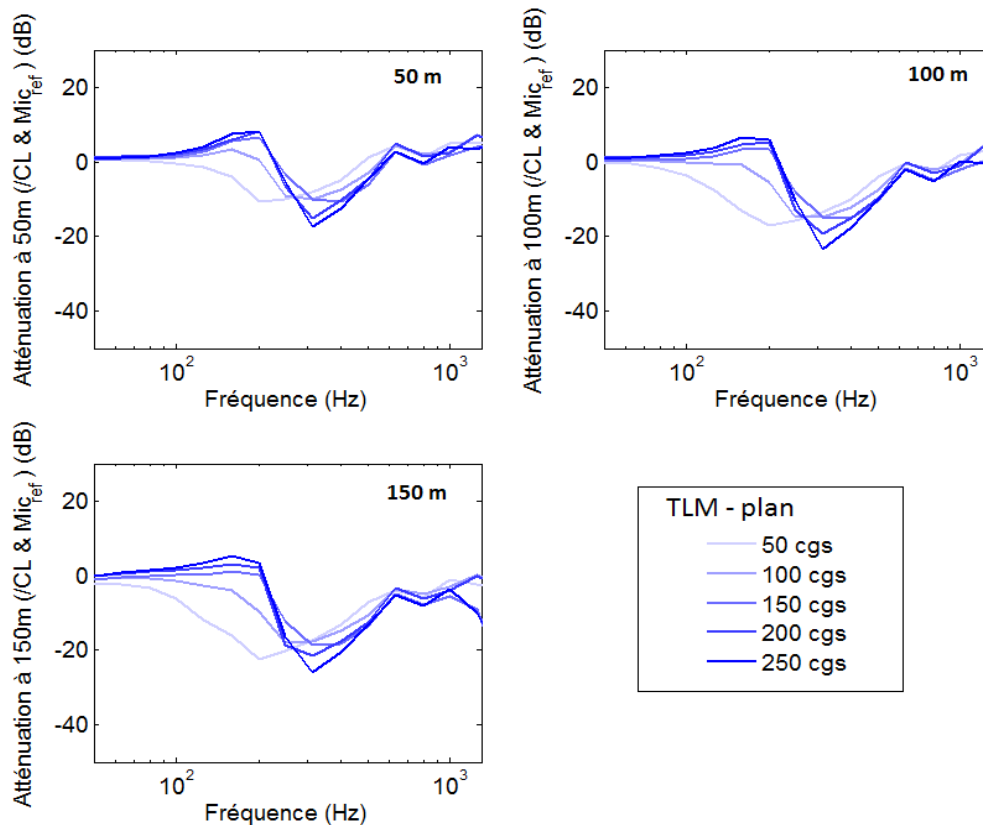 Atténuation à 50m (/CL & Mic_ref ) (dB)
50 m
20
0
-20
-40
10^2
10^3
Fréquence (Hz)
Atténuation à 100m (/CL & Mic_ref ) (dB)
100 m
20
0
-20
-40
10^2
10^3
Fréquence (Hz)
Atténuation à 150m (/CL & Mic_ref ) (dB)
150 m
20
0
-20
-40
10^2
10^3
Fréquence (Hz)
TLM - plan
50 cgs
100 cgs
150 cgs
200 cgs
250 cgs